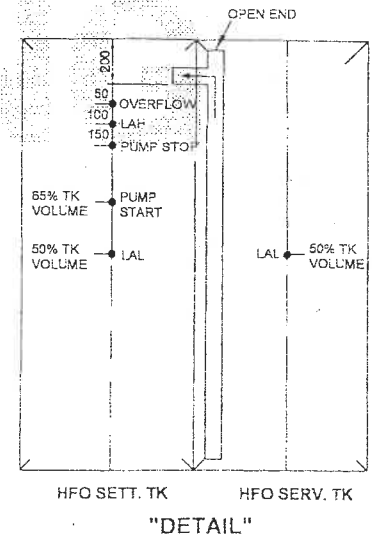 OPEN END
200
50
OVERFLOW
100
LAH
150
PUMP STOP
65% TK
VOLUME
PUMP
START
50% TK
VOLUME
LAL
LAL
50% TK
VOLUME
HFO SETT. TK
HFO SERV. TK
"DETAIL"